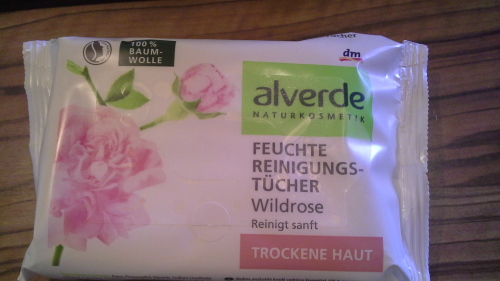 100%
BAUM-
WOLLE
dm
alverde
NATURKOSMETIK
FEUCHTE
REINIGUNGS-
TÜCHER
Wildrose
Reinigt sanft
TROCKENE HAUT